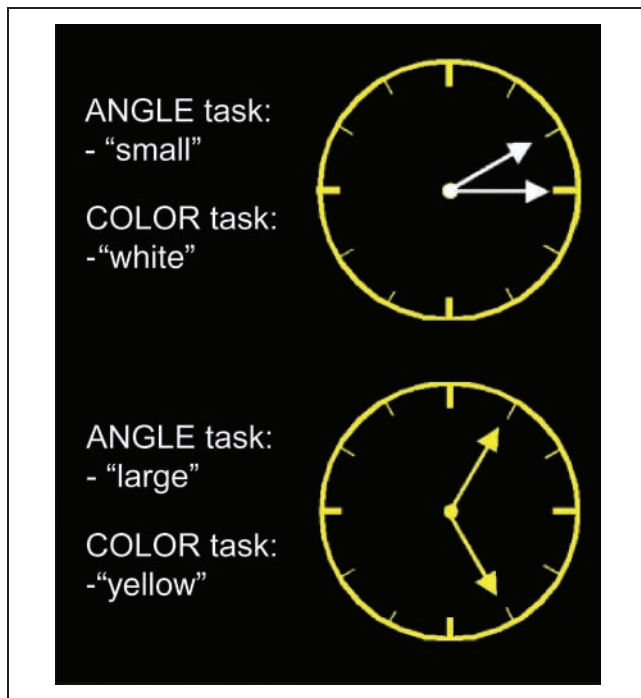 ANGLE task:
- “small”
COLOR task:
-“white”
ANGLE task:
- “large”
COLOR task:
-“yellow”